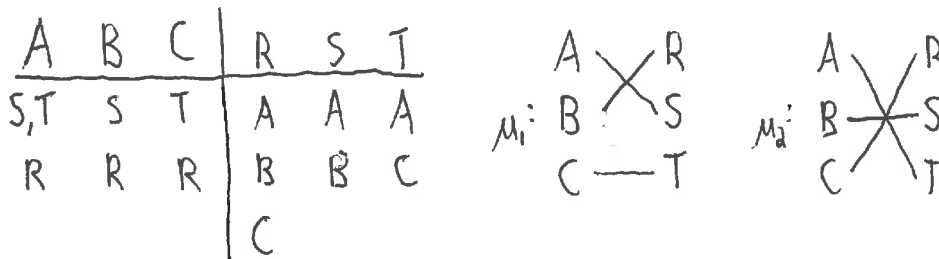 A B C R S T
S,T S T A A A
R R R B B C
C
μ₁: A R
B S
C T
μ₂: A R
B S
C T